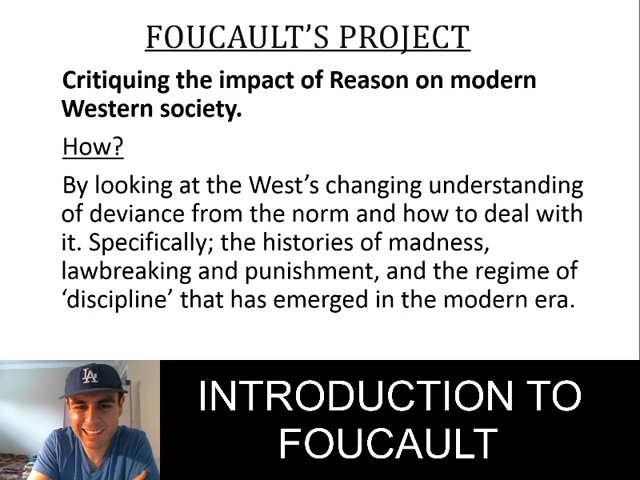 FOUCAULT’S PROJECT
Critiquing the impact of Reason on modern
Western society.
How?
By looking at the West’s changing understanding
of deviance from the norm and how to deal with
it. Specifically; the histories of madness,
lawbreaking and punishment, and the regime of
‘discipline’ that has emerged in the modern era.
LA
INTRODUCTION TO
FOUCAULT